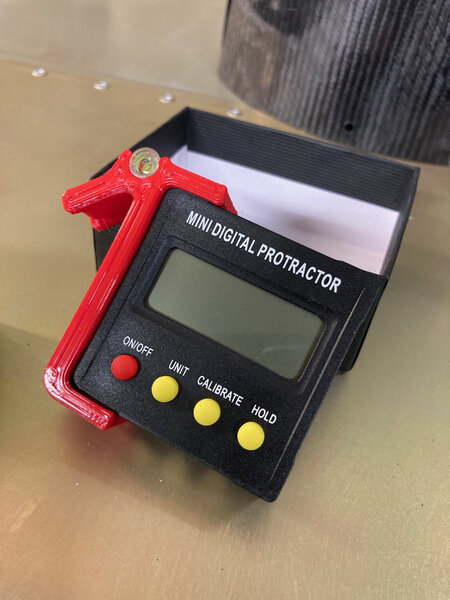 MINI DIGITAL PROTRACTOR
ON/OFF
UNIT
CALIBRATE
HOLD